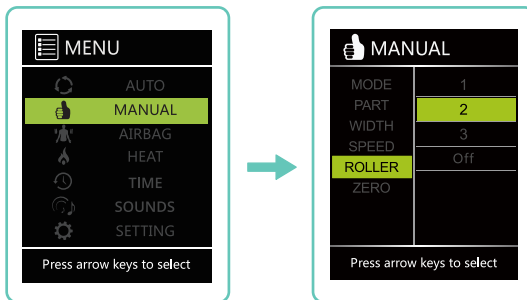 MENU
AUTO
MANUAL
AIRBAG
HEAT
TIME
SOUNDS
SETTING
Press arrow keys to select
MANUAL
MODE
PART
WIDTH
SPEED
ROLLER
ZERO
1
2
3
Off
Press arrow keys to select